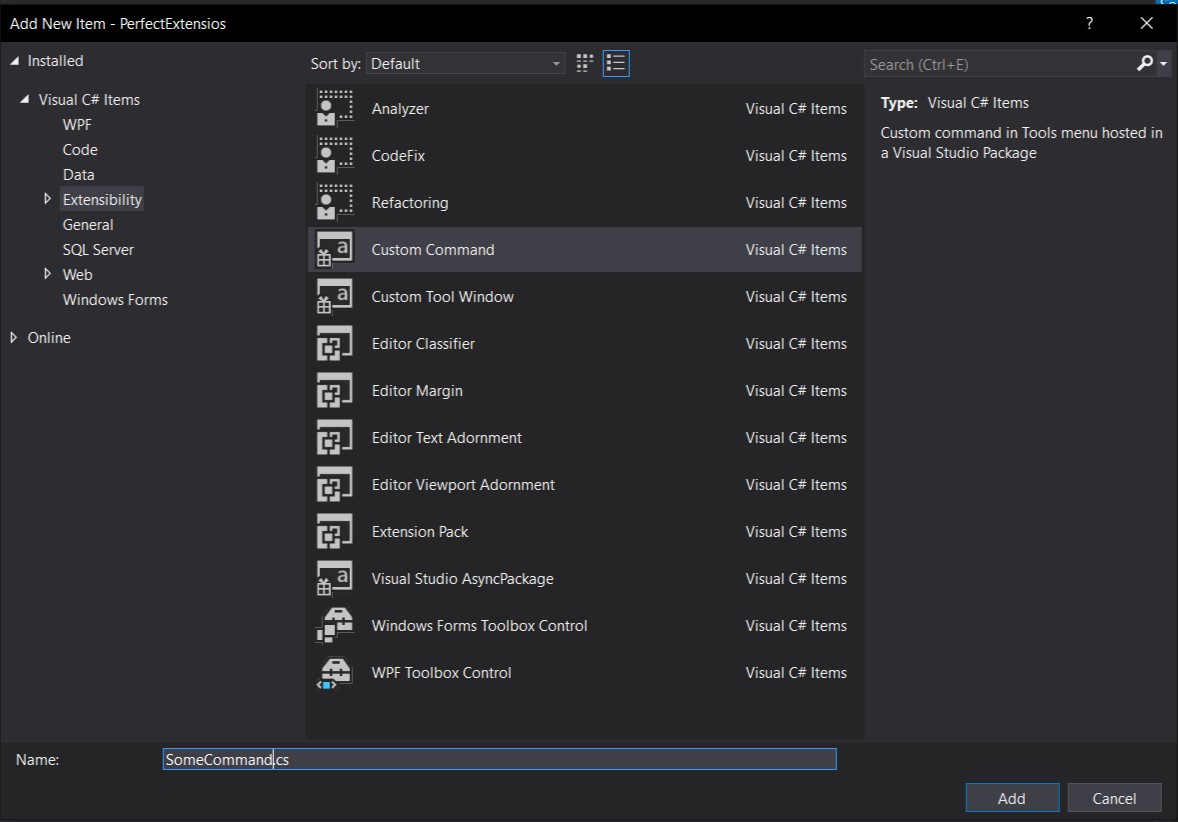 Add New Item - PerfectExtensios
?
Installed
Visual C# Items
WPF
Code
Data
Extensibility
General
SQL Server
Web
Windows Forms
Online
Sort by: Default
Search (Ctrl+E)
Analyzer Visual C# Items
CodeFix Visual C# Items
Refactoring Visual C# Items
Custom Command Visual C# Items
Custom Tool Window Visual C# Items
Editor Classifier Visual C# Items
Editor Margin Visual C# Items
Editor Text Adornment Visual C# Items
Editor Viewport Adornment Visual C# Items
Extension Pack Visual C# Items
Visual Studio AsyncPackage Visual C# Items
Windows Forms Toolbox Control Visual C# Items
WPF Toolbox Control Visual C# Items
Type: Visual C# Items
Custom command in Tools menu hosted in
a Visual Studio Package
Name: SomeCommand.cs
Add Cancel